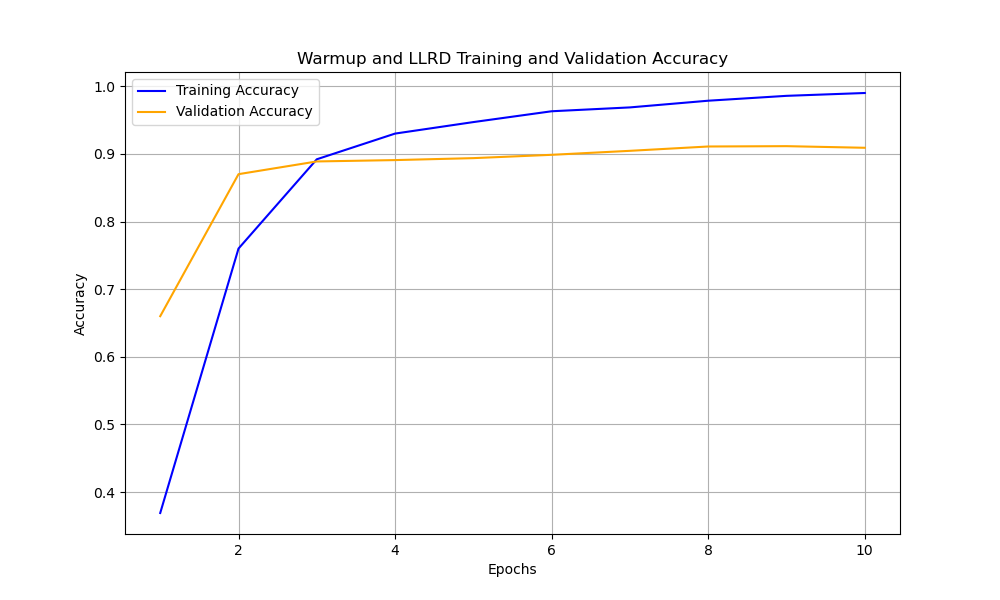 Warmup and LLRD Training and Validation Accuracy
Training Accuracy
Validation Accuracy
1.0
0.9
0.8
0.7
0.6
0.5
0.4
Accuracy
2 4 6 8 10
Epochs